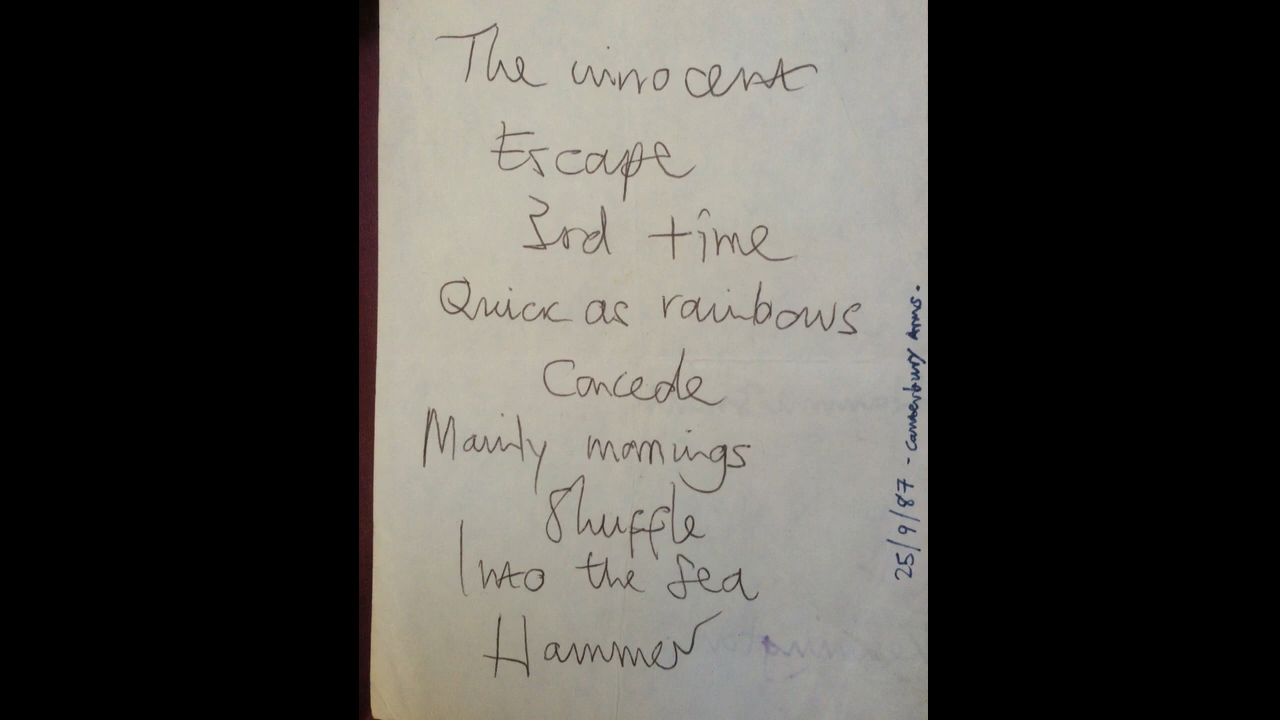 The innocent
Escape
3rd time
Quick as rainbows
Concede
Mainly mornings
Shuffle
Into the Sea
Hammer
25/9/87 - Canterbury Arms.